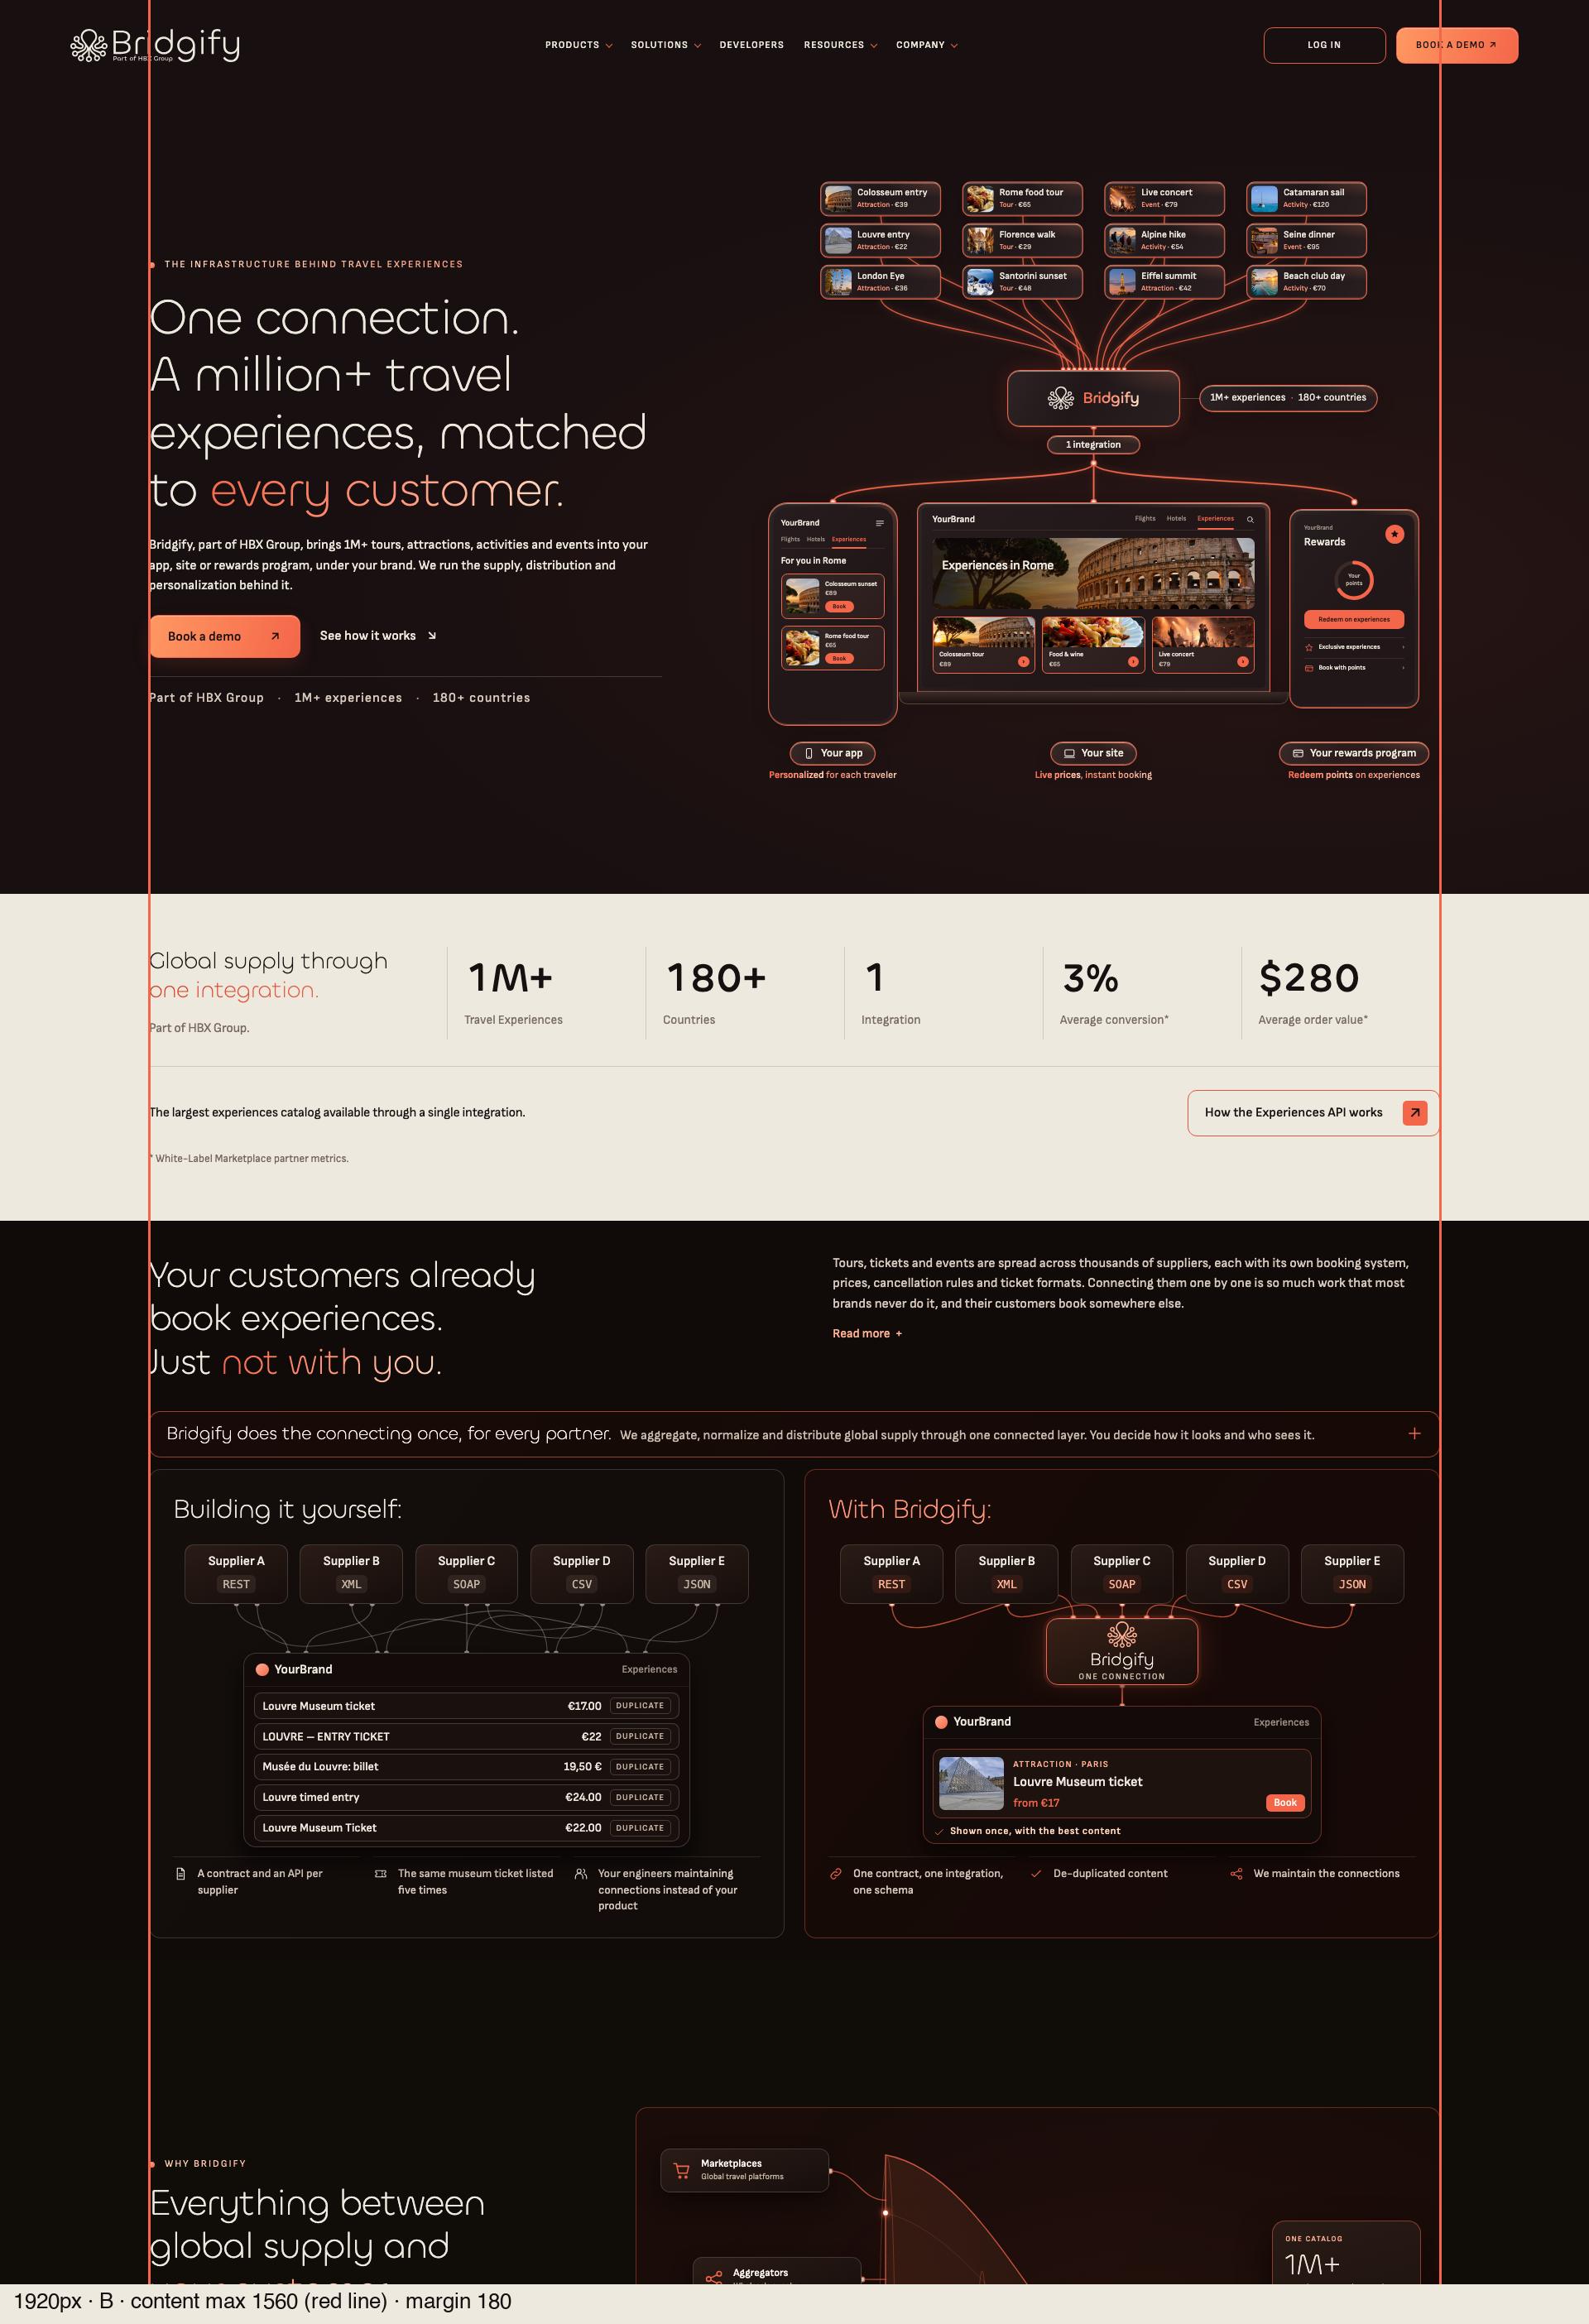 Bridgify
Part of HBX Group
PRODUCTS
SOLUTIONS
DEVELOPERS
RESOURCES
COMPANY
LOG IN
BOOK A DEMO
THE INFRASTRUCTURE BEHIND TRAVEL EXPERIENCES
One connection.
A million+ travel
experiences, matched
to every customer.
Bridgify, part of HBX Group, brings 1M+ tours, attractions, activities and events into your
app, site or rewards program, under your brand. We run the supply, distribution and
personalization behind it.
Book a demo
See how it works
Part of HBX Group · 1M+ experiences · 180+ countries
Colosseum entry
Attraction · €39
Rome food tour
Tour · €65
Live concert
Event · €79
Catamaran sail
Activity · €120
Louvre entry
Attraction · €22
Florence walk
Tour · €29
Alpine hike
Activity · €54
Seine dinner
Event · €95
London Eye
Attraction · €36
Santorini sunset
Tour · €48
Eiffel summit
Attraction · €42
Beach club day
Activity · €70
Bridgify
1M+ experiences · 180+ countries
1 integration
YourBrand
Flights Hotels Experiences
For you in Rome
Colosseum sunset
€89
Book
Rome food tour
€65
Book
YourBrand
Flights Hotels Experiences
Experiences in Rome
Colosseum tour
€89
Food & wine
€65
Live concert
€79
YourBrand
Rewards
Your
points
Redeem on experiences
Exclusive experiences
Book with points
Your app
Personalized for each traveler
Your site
Live prices, instant booking
Your rewards program
Redeem points on experiences
Global supply through
one integration.
Part of HBX Group.
1M+
Travel Experiences
180+
Countries
1
Integration
3%
Average conversion*
$280
Average order value*
The largest experiences catalog available through a single integration.
How the Experiences API works
* White-Label Marketplace partner metrics.
Your customers already
book experiences.
Just not with you.
Tours, tickets and events are spread across thousands of suppliers, each with its own booking system,
prices, cancellation rules and ticket formats. Connecting them one by one is so much work that most
brands never do it, and their customers book somewhere else.
Read more +
Bridgify does the connecting once, for every partner. We aggregate, normalize and distribute global supply through one connected layer. You decide how it looks and who sees it.
Building it yourself:
Supplier A
REST
Supplier B
XML
Supplier C
SOAP
Supplier D
CSV
Supplier E
JSON
YourBrand
Experiences
Louvre Museum ticket €17.00 DUPLICATE
LOUVRE – ENTRY TICKET €22 DUPLICATE
Musée du Louvre: billet 19,50 € DUPLICATE
Louvre timed entry €24.00 DUPLICATE
Louvre Museum Ticket €22.00 DUPLICATE
A contract and an API per
supplier
The same museum ticket listed
five times
Your engineers maintaining
connections instead of your
product
With Bridgify:
Supplier A
REST
Supplier B
XML
Supplier C
SOAP
Supplier D
CSV
Supplier E
JSON
Bridgify
ONE CONNECTION
YourBrand
Experiences
ATTRACTION · PARIS
Louvre Museum ticket
from €17
Book
Shown once, with the best content
One contract, one integration,
one schema
De-duplicated content
We maintain the connections
WHY BRIDGIFY
Everything between
global supply and
Marketplaces
Global travel platforms
Aggregators
ONE CATALOG
1M+
1920px · B · content max 1560 (red line) · margin 180